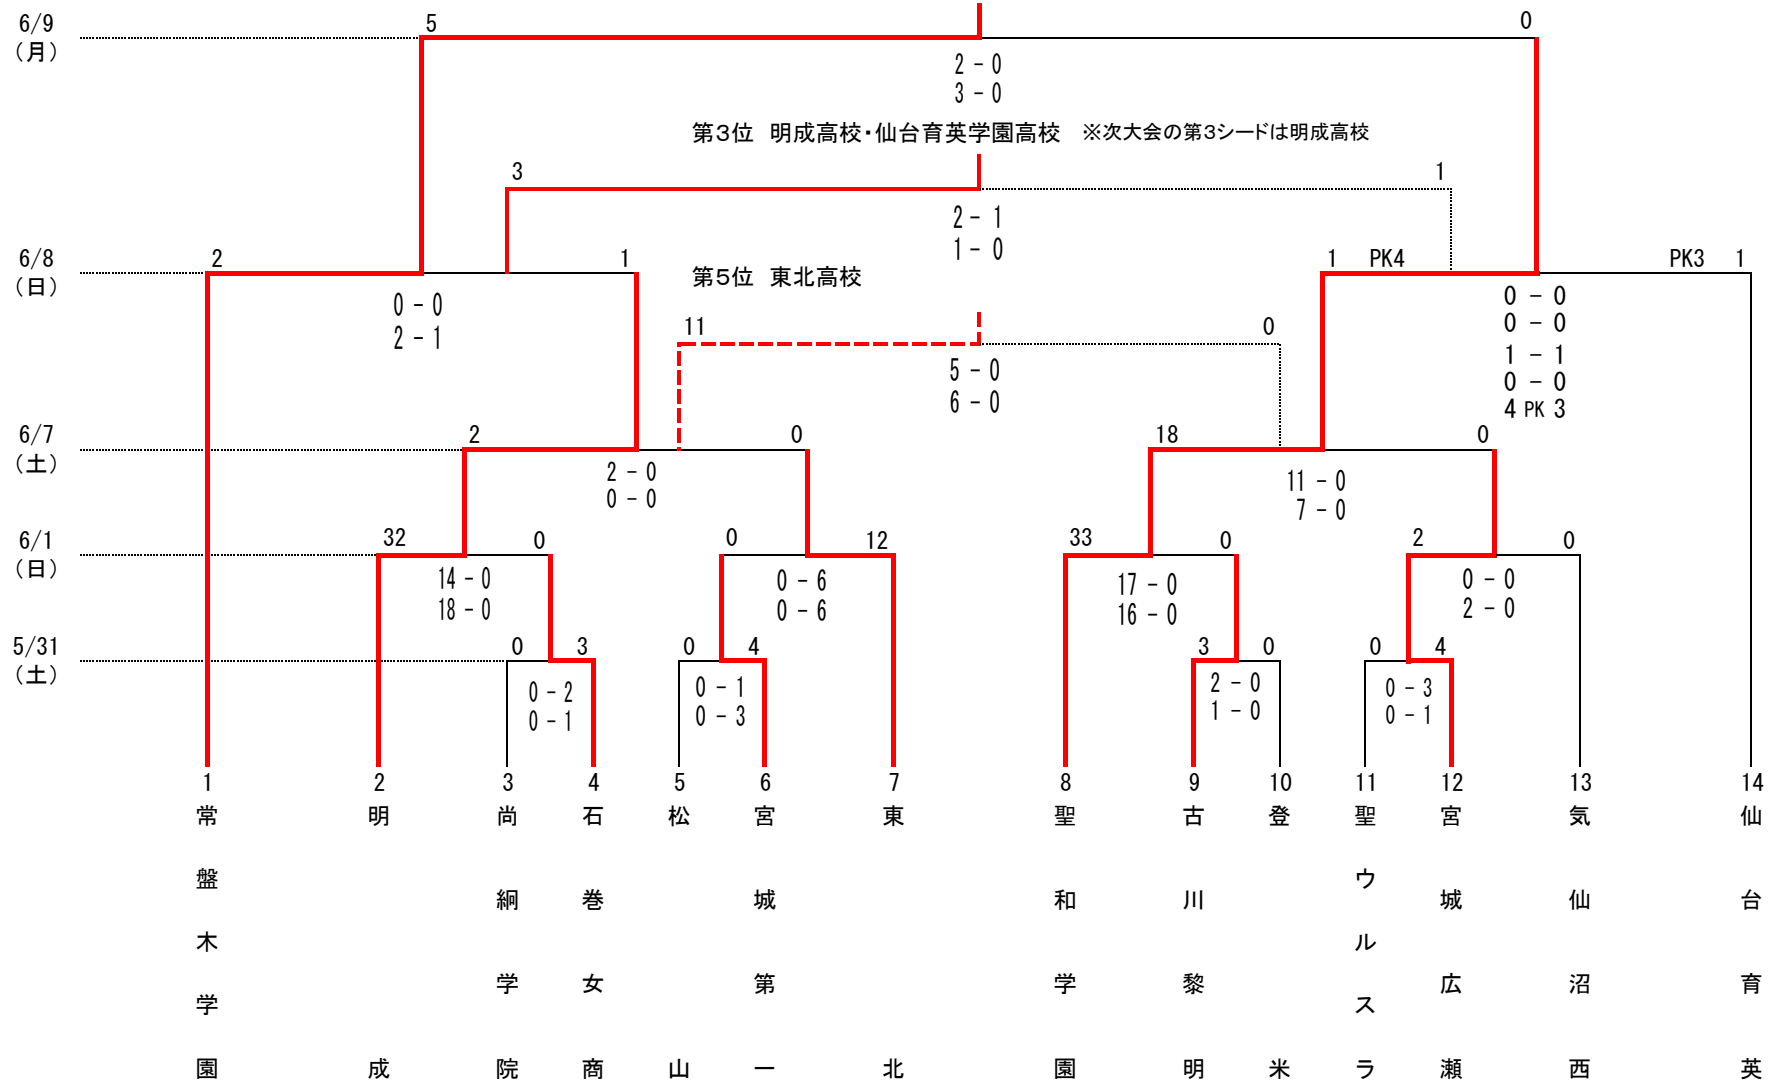 6/9
（月）
5
0
2 - 0
3 - 0
第３位　明成高校・仙台育英学園高校　※次大会の第３シードは明成高校
3
1
2 - 1
1 - 0
6/8
（日）
2
1
第５位　東北高校
1
PK4
PK3
1
0 - 0
2 - 1
0 - 0
0 - 0
1 - 1
0 - 0
4 PK 3
11
0
5 - 0
6 - 0
6/7
（土）
2
0
18
0
2 - 0
0 - 0
11 - 0
7 - 0
6/1
（日）
32
0
0
12
33
0
2
0
14 - 0
18 - 0
0 - 6
0 - 6
17 - 0
16 - 0
0 - 0
2 - 0
5/31
（土）
0
3
0
4
3
0
0
4
0 - 2
0 - 1
0 - 1
0 - 3
2 - 0
1 - 0
0 - 3
0 - 1
1
2
3
4
5
6
7
8
9
10
11
12
13
14
常盤木学園
明成
尚絅学院
石巻女商
松山
宮城第一
東北
聖和学園
古川黎明
登米
聖ウルスラ
宮城広瀬
気仙沼西
仙台育英